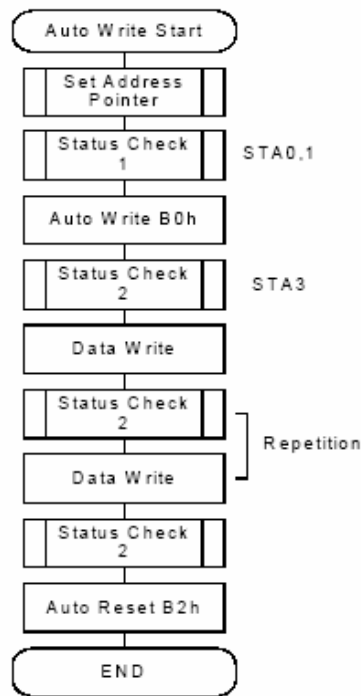 Auto Write Start
Set Address
Pointer
Status Check
1
STA0,1
Auto Write B0h
Status Check
2
STA3
Data Write
Status Check
2
Repetition
Data Write
Status Check
2
Auto Reset B2h
END